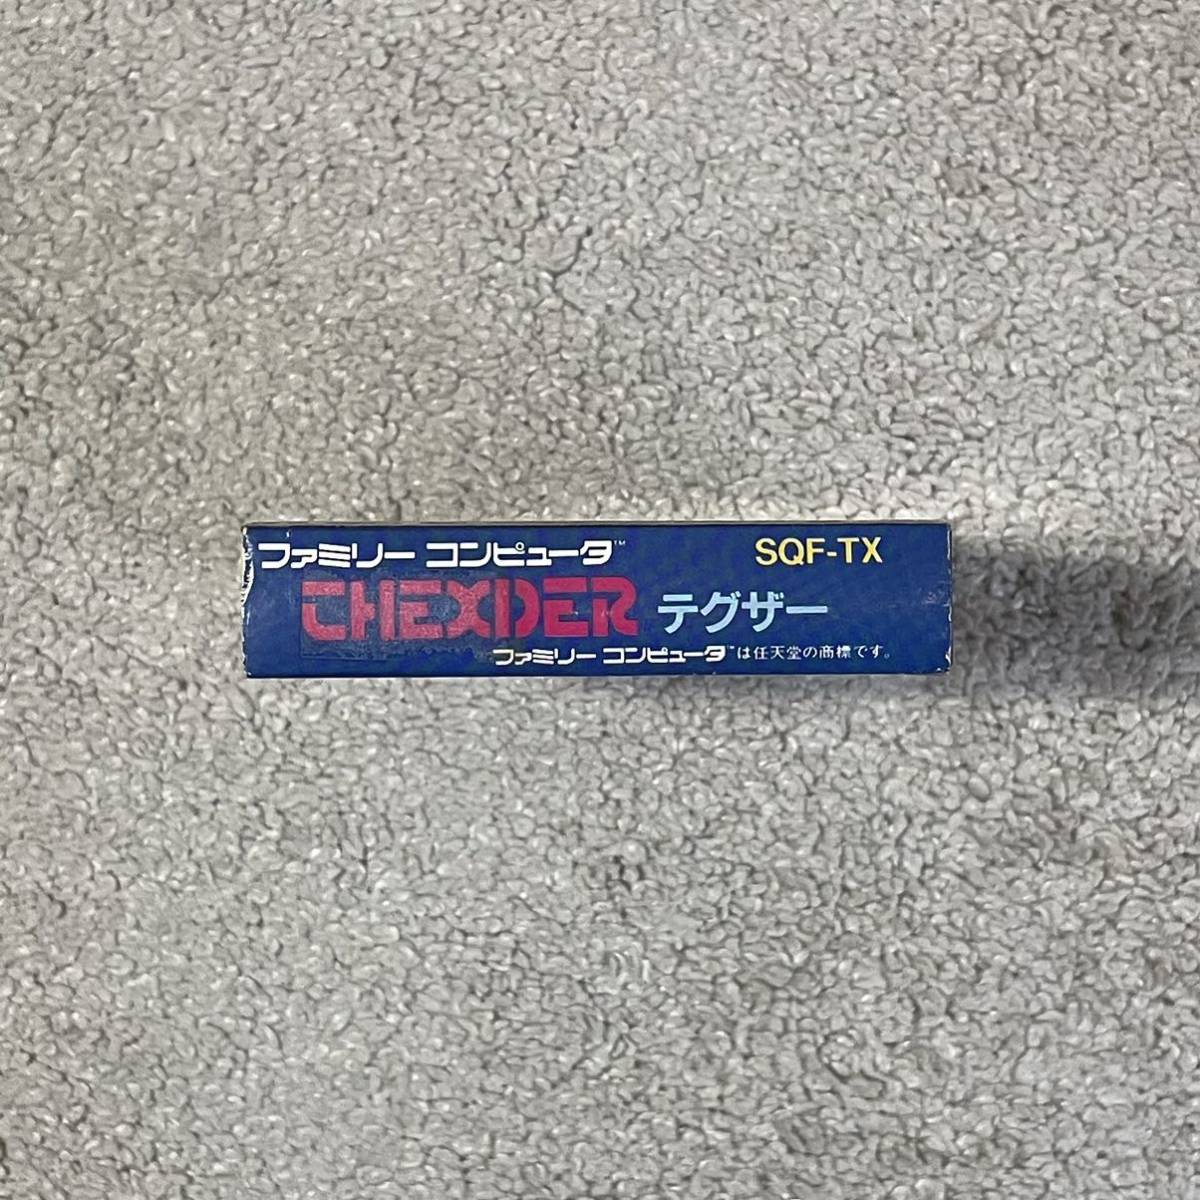 ファミリー コンピュータ™
SQF-TX
THEXDER テグザー
ファミリー コンピュータ™は任天堂の商標です。